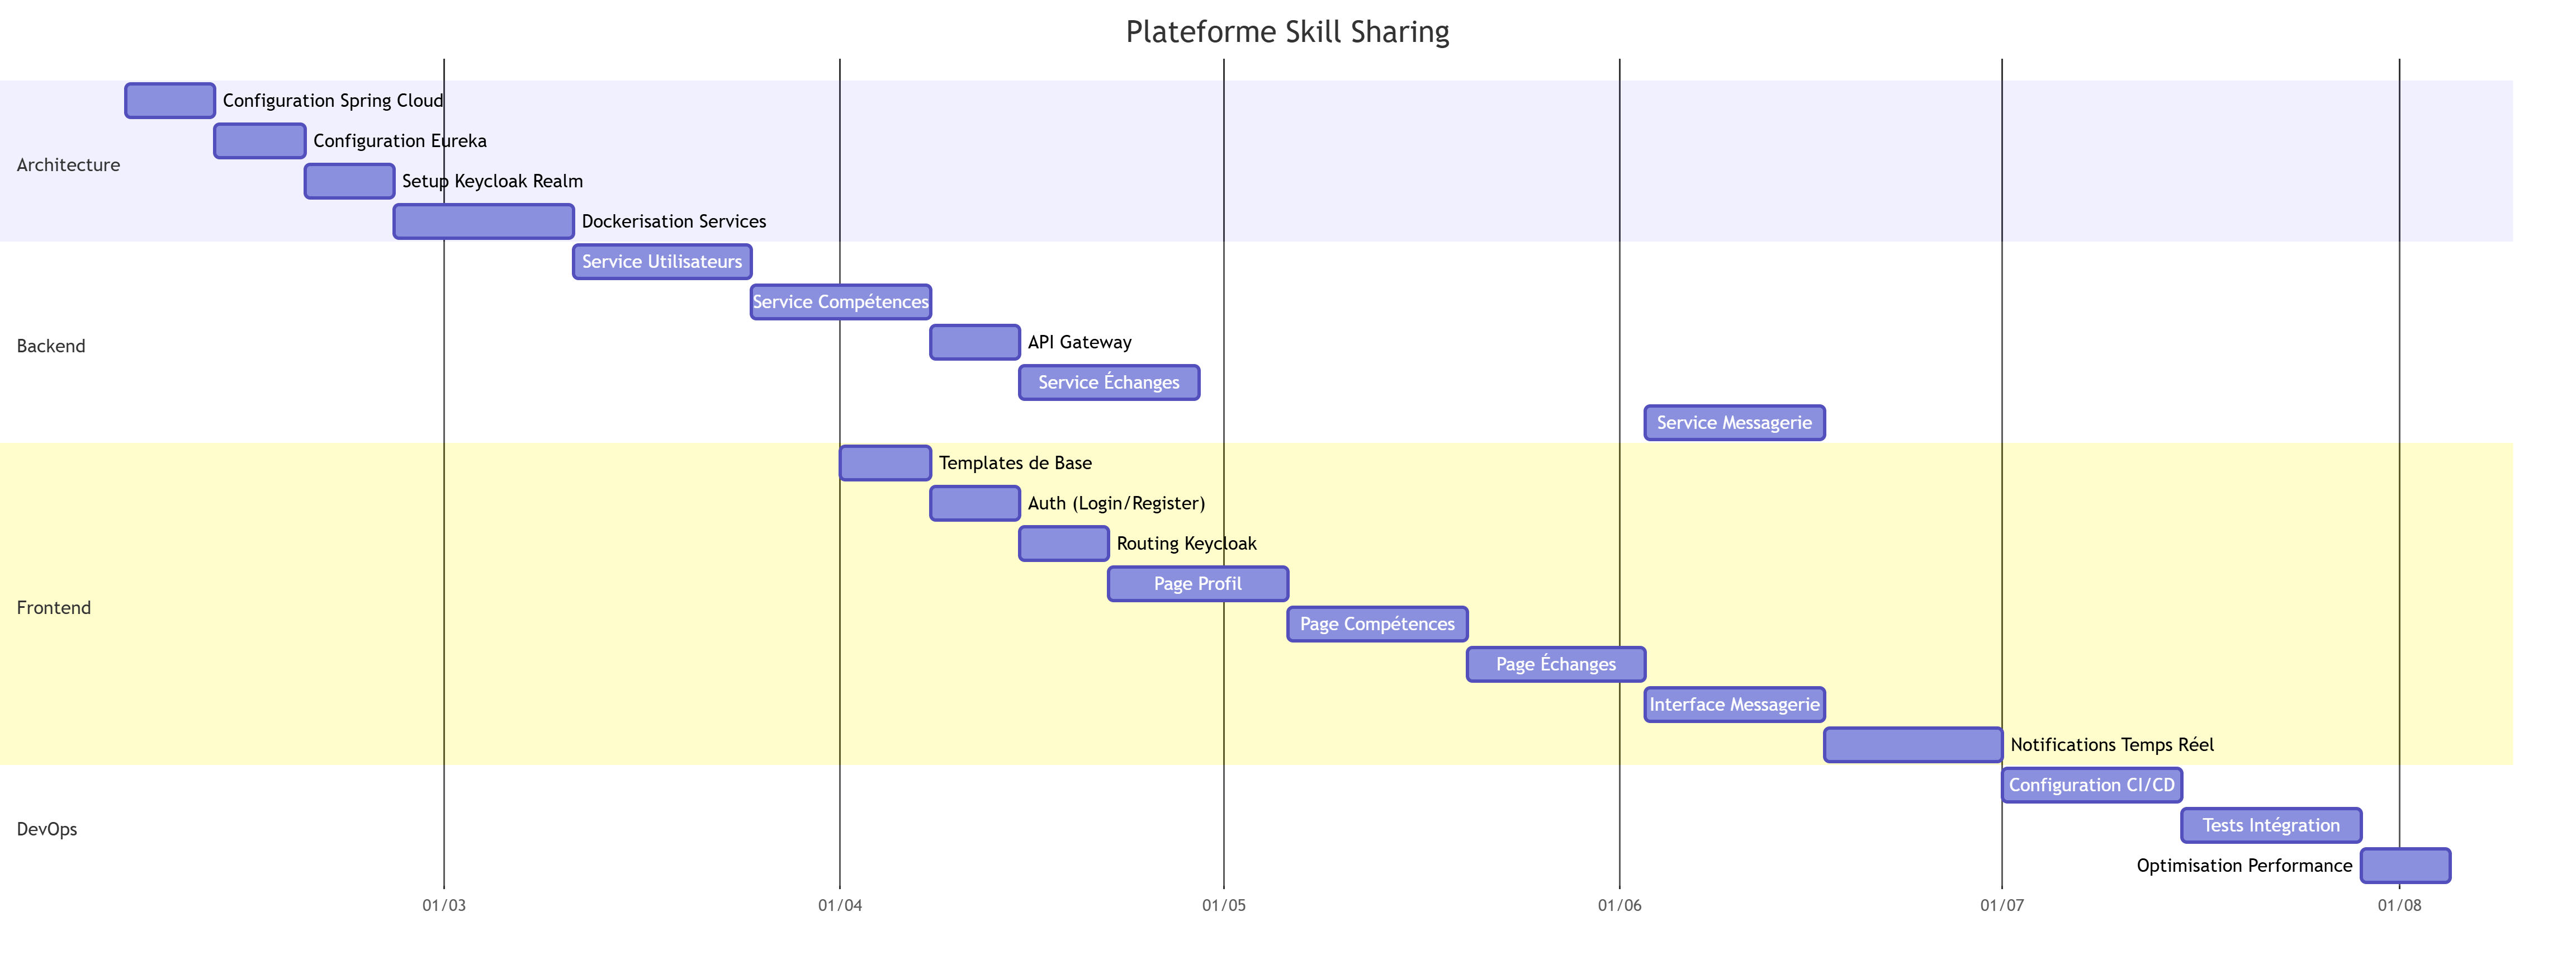 Plateforme Skill Sharing
Architecture
Configuration Spring Cloud
Configuration Eureka
Setup Keycloak Realm
Dockerisation Services
Backend
Service Utilisateurs
Service Compétences
API Gateway
Service Échanges
Service Messagerie
Frontend
Templates de Base
Auth (Login/Register)
Routing Keycloak
Page Profil
Page Compétences
Page Échanges
Interface Messagerie
Notifications Temps Réel
DevOps
Configuration CI/CD
Tests Intégration
Optimisation Performance
01/03 01/04 01/05 01/06 01/07 01/08